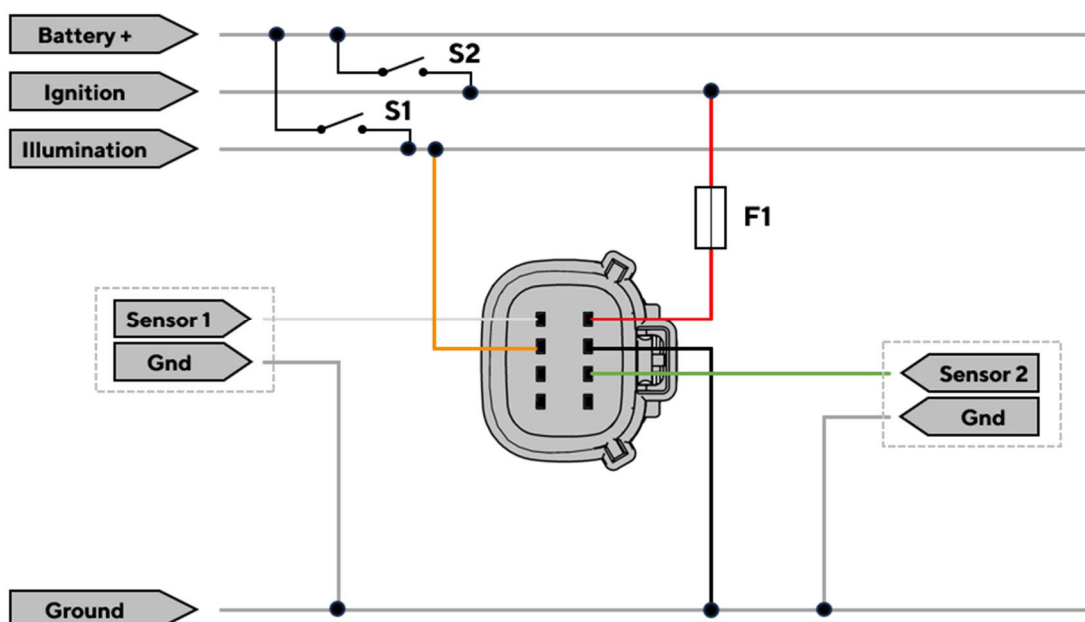 Battery +
S2
Ignition
S1
Illumination
F1
Sensor 1
Gnd
Sensor 2
Gnd
Ground